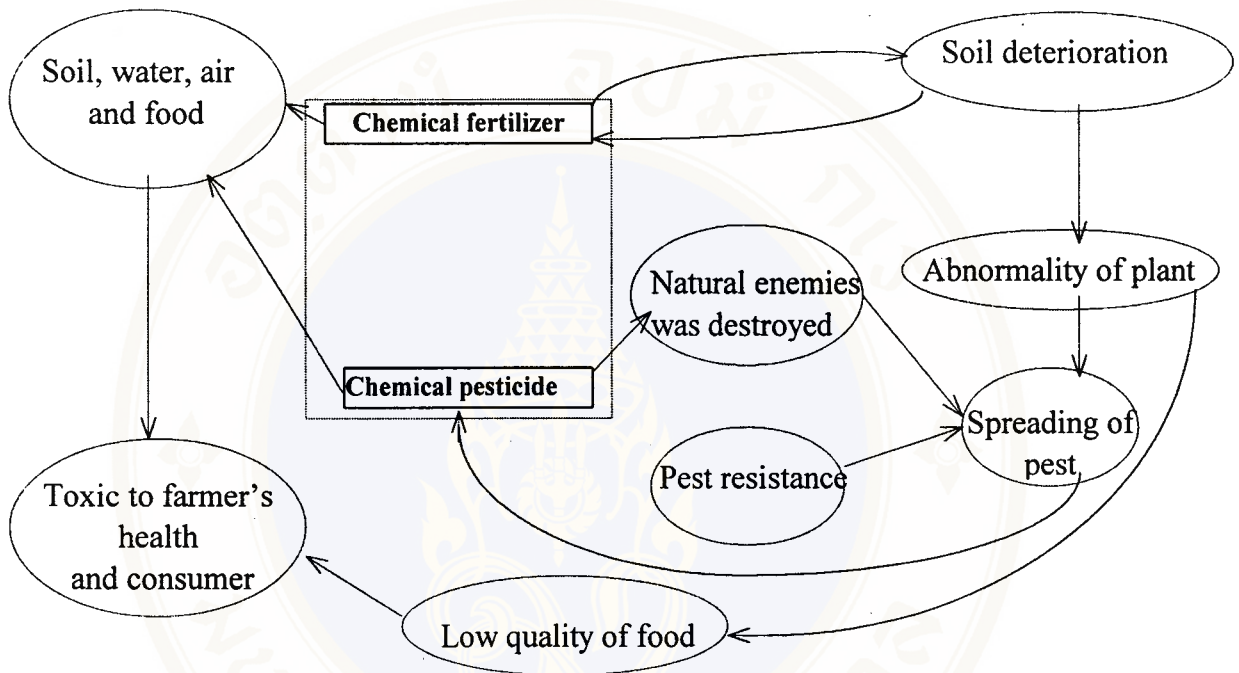 Soil, water, air
and food
Chemical fertilizer
Soil deterioration
Natural enemies
was destroyed
Abnormality of plant
Chemical pesticide
Spreading of
pest
Pest resistance
Toxic to farmer's
health
and consumer
Low quality of food